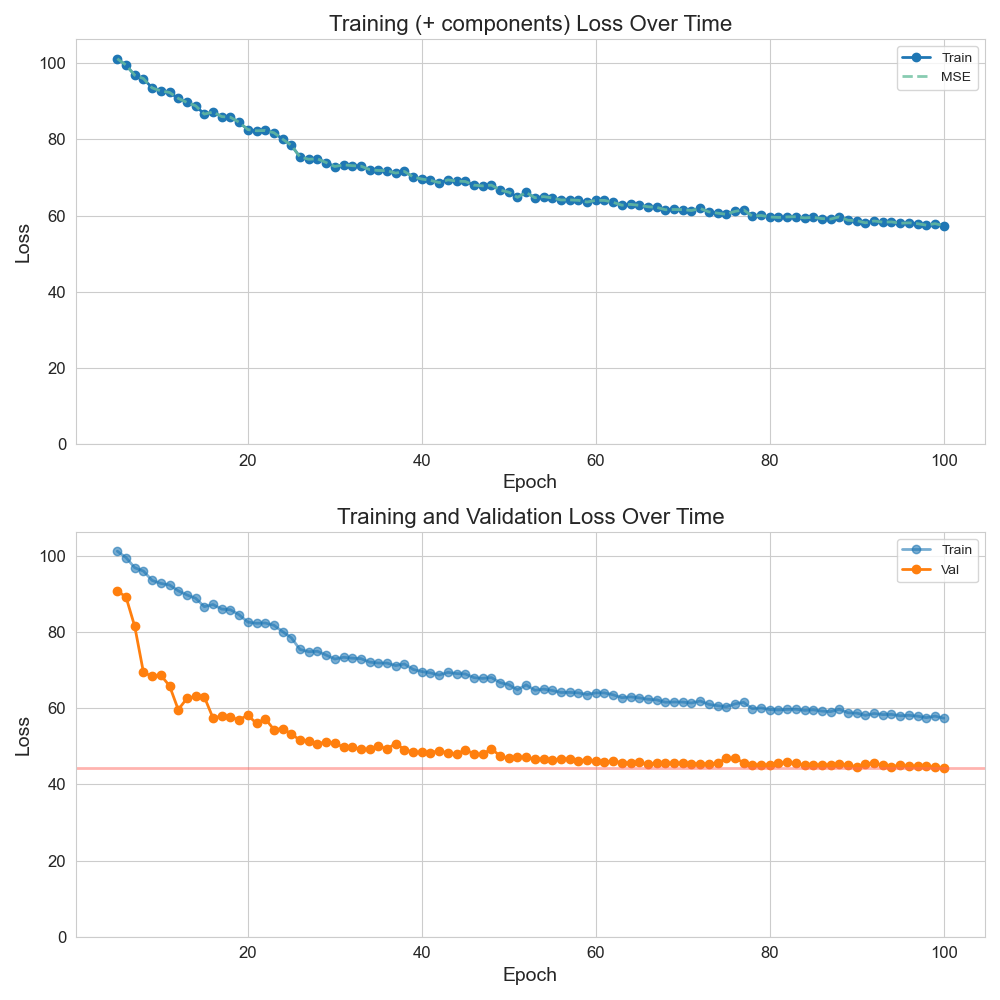 Training (+ components) Loss Over Time
Train
MSE
100
80
60
40
20
0
Loss
20 40 60 80 100
Epoch
Training and Validation Loss Over Time
Train
Val
100
80
60
40
20
0
Loss
20 40 60 80 100
Epoch